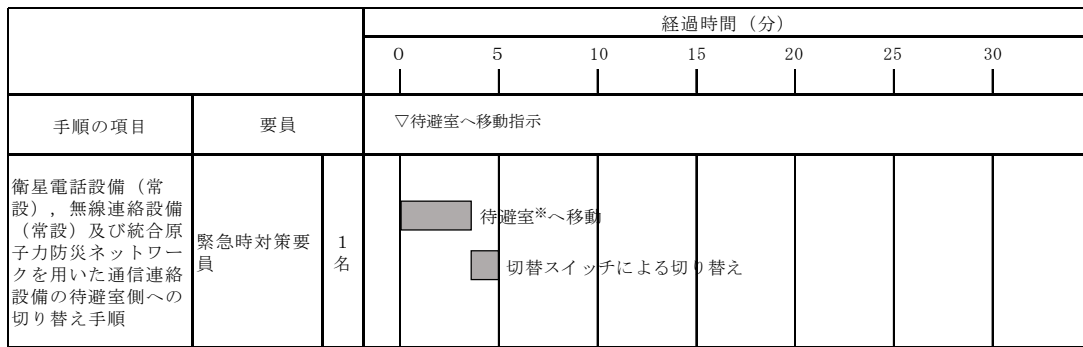 経過時間（分）
0 5 10 15 20 25 30
手順の項目 要員 ▽待避室へ移動指示
衛星電話設備（常
設），無線連絡設備
（常設）及び統合原
子力防災ネットワー
クを用いた通信連絡
設備の待避室側への
切り替え手順
緊急時対策要
員
1
名
待避室※へ移動
切替スイッチによる切り替え